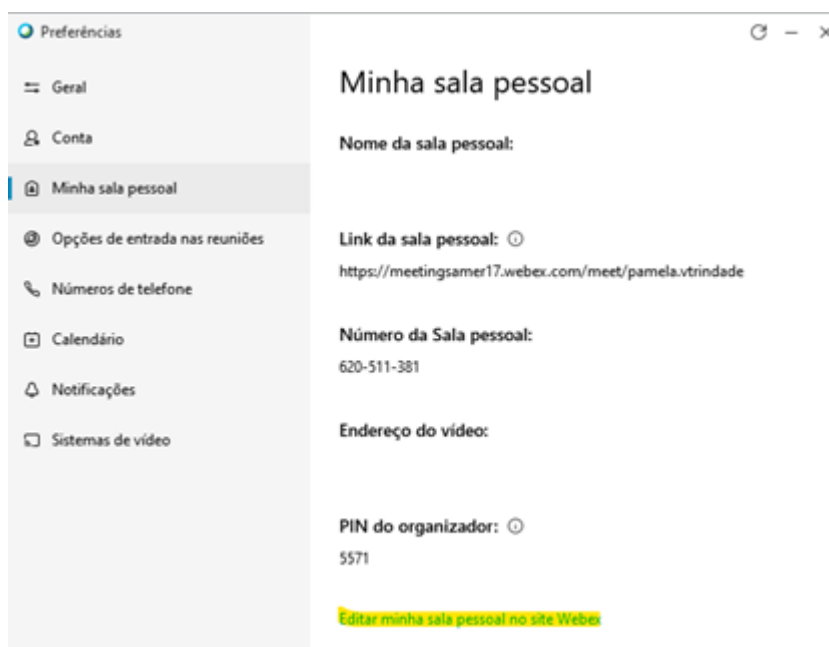 Preferências
Geral
Conta
Minha sala pessoal
Opções de entrada nas reuniões
Números de telefone
Calendário
Notificações
Sistemas de vídeo
Minha sala pessoal
Nome da sala pessoal:
Link da sala pessoal:
https://meetingsamer17.webex.com/meet/pamela.vtrindade
Número da Sala pessoal:
620-511-381
Endereço do vídeo:
PIN do organizador:
5571
Editar minha sala pessoal no site Webex